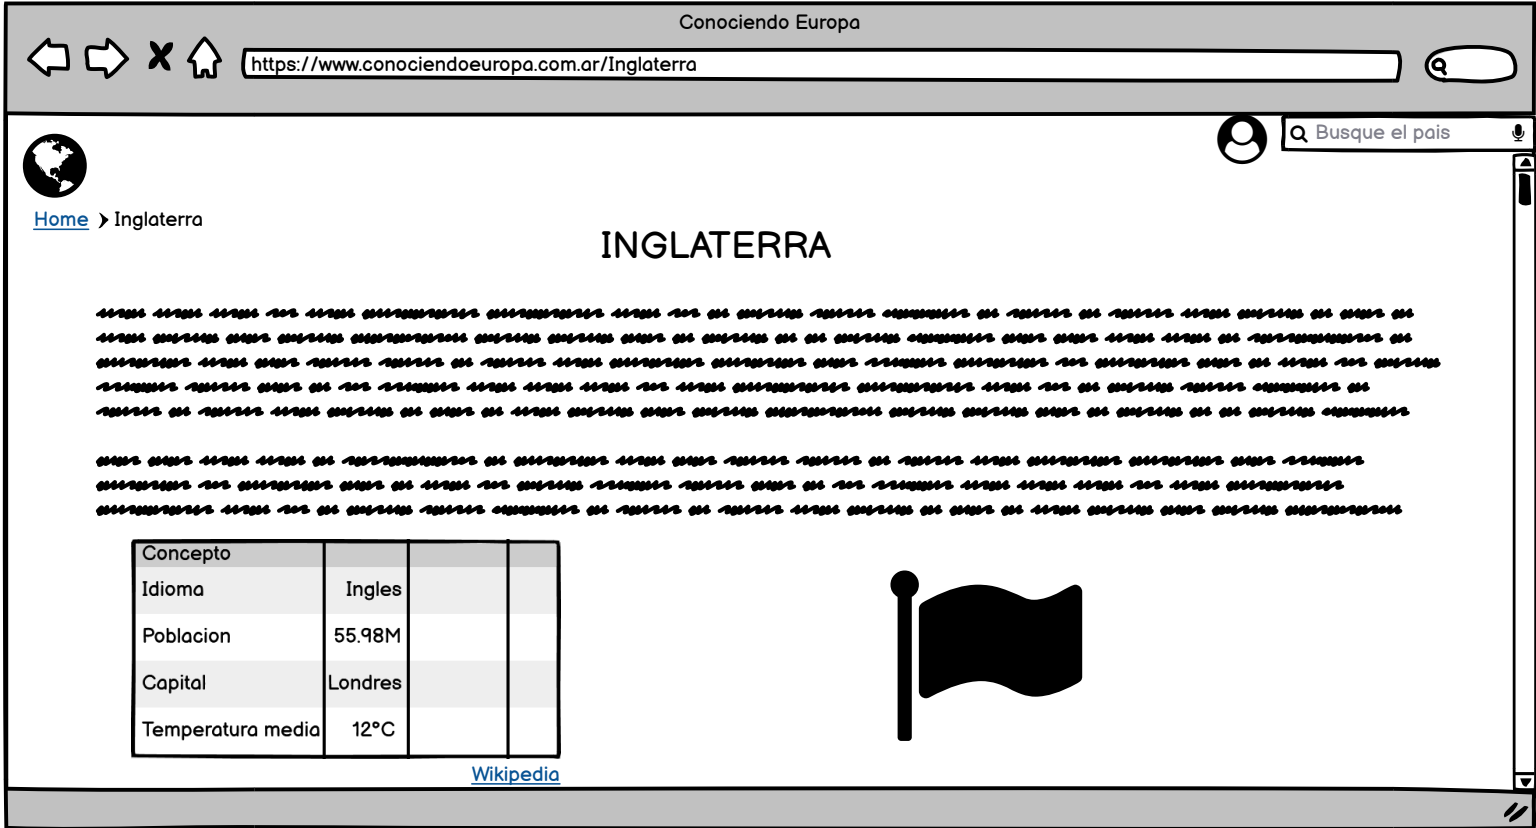 Conociendo Europa
https://www.conociendoeuropa.com.ar/Inglaterra
Busque el pais
Home Inglaterra
INGLATERRA
Concepto
Idioma Ingles
Poblacion 55.98M
Capital Londres
Temperatura media 12°C
Wikipedia